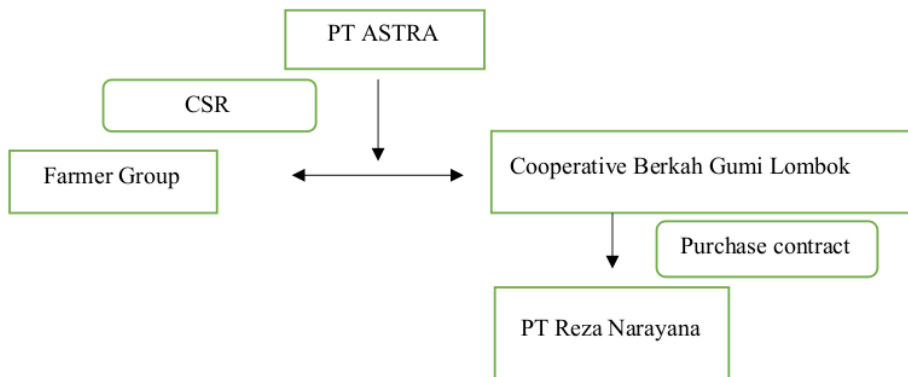 PT ASTRA
CSR
Farmer Group
Cooperative Berkah Gumi Lombok
Purchase contract
PT Reza Narayana